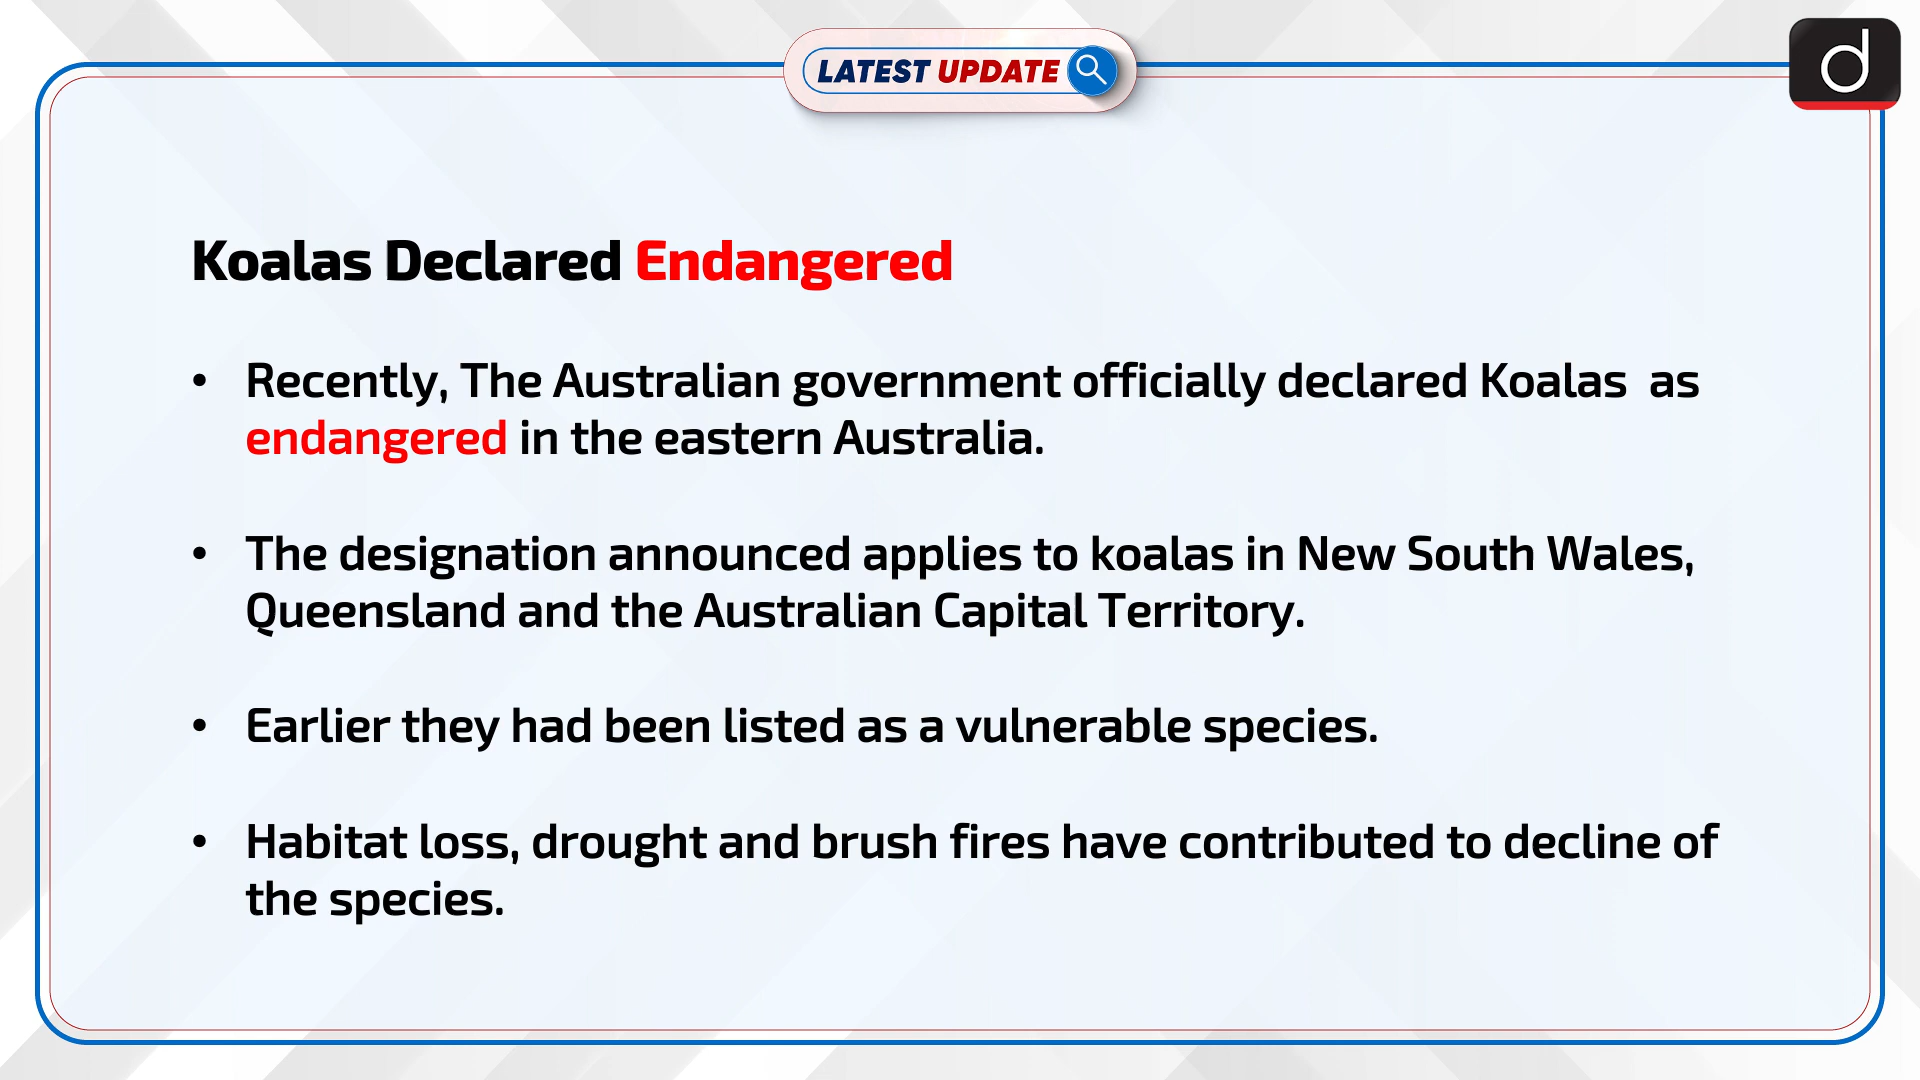 LATEST UPDATE
d
Koalas Declared Endangered
• Recently, The Australian government officially declared Koalas  as
endangered in the eastern Australia.
• The designation announced applies to koalas in New South Wales,
Queensland and the Australian Capital Territory.
• Earlier they had been listed as a vulnerable species.
• Habitat loss, drought and brush fires have contributed to decline of
the species.